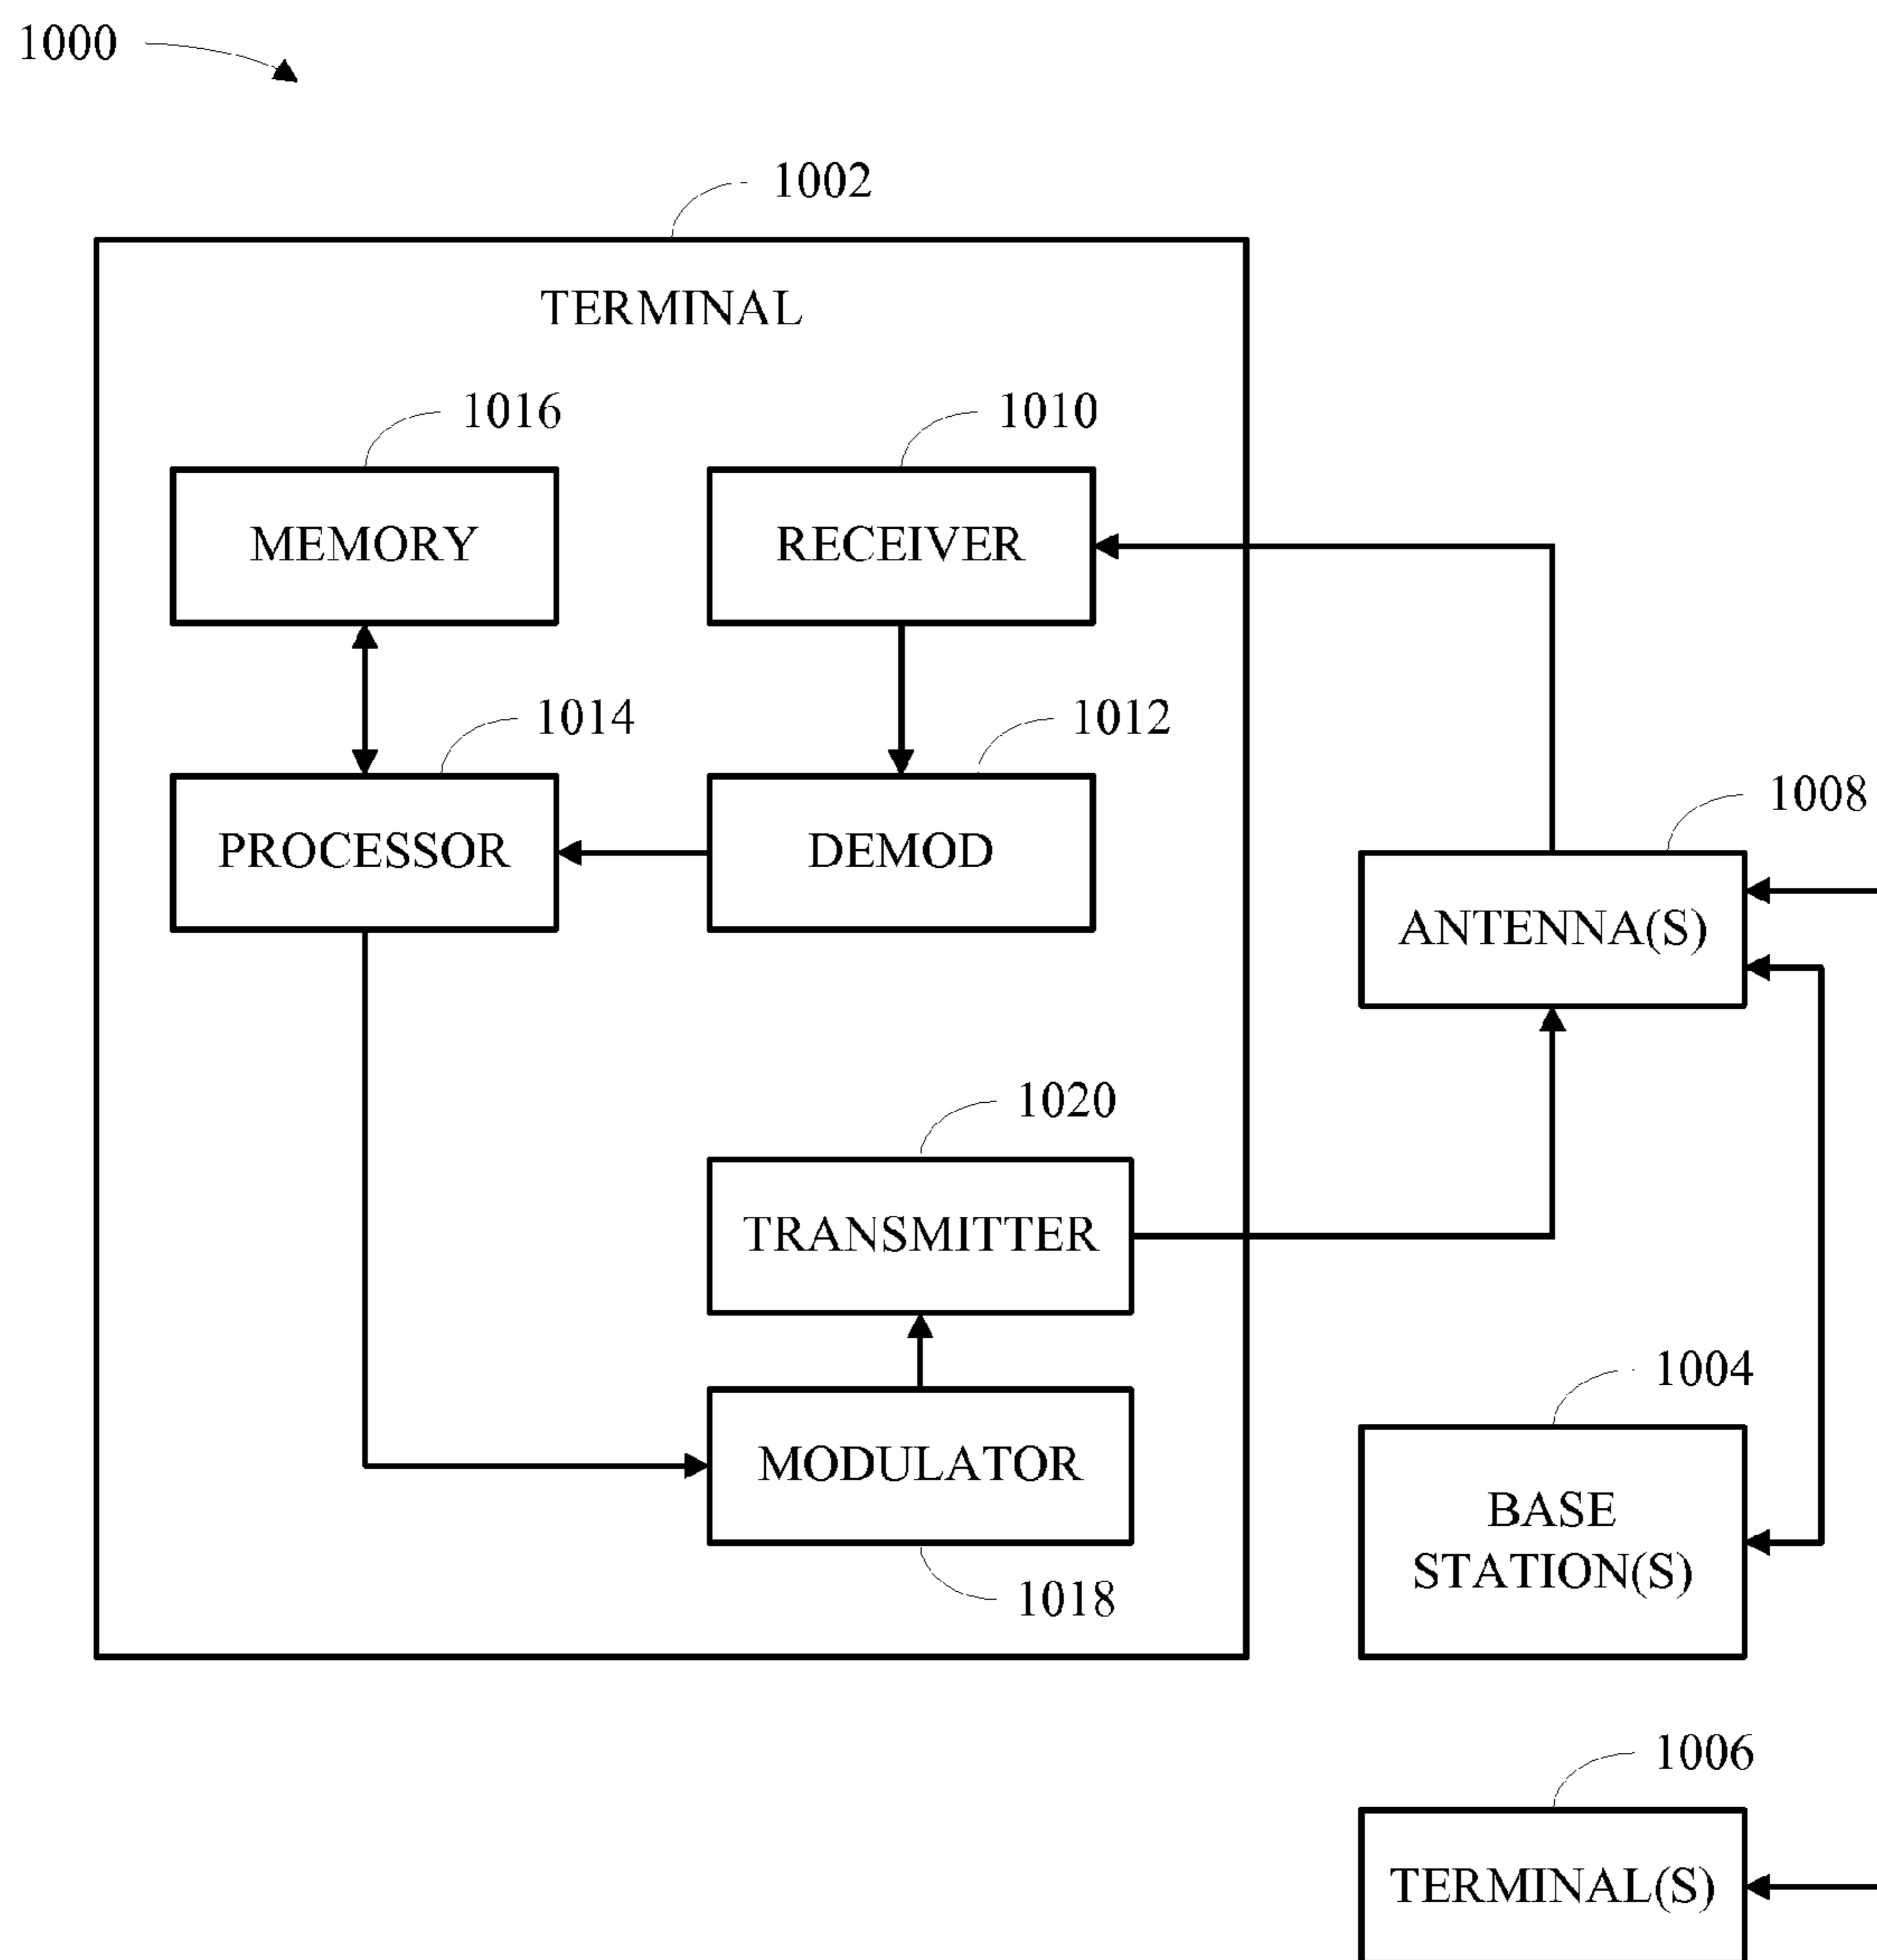 1000
1002
TERMINAL
1016
1010
MEMORY
RECEIVER
1014
1012
PROCESSOR
DEMOD
1008
ANTENNA(S)
1020
TRANSMITTER
1004
MODULATOR
BASE
STATION(S)
1018
1006
TERMINAL(S)